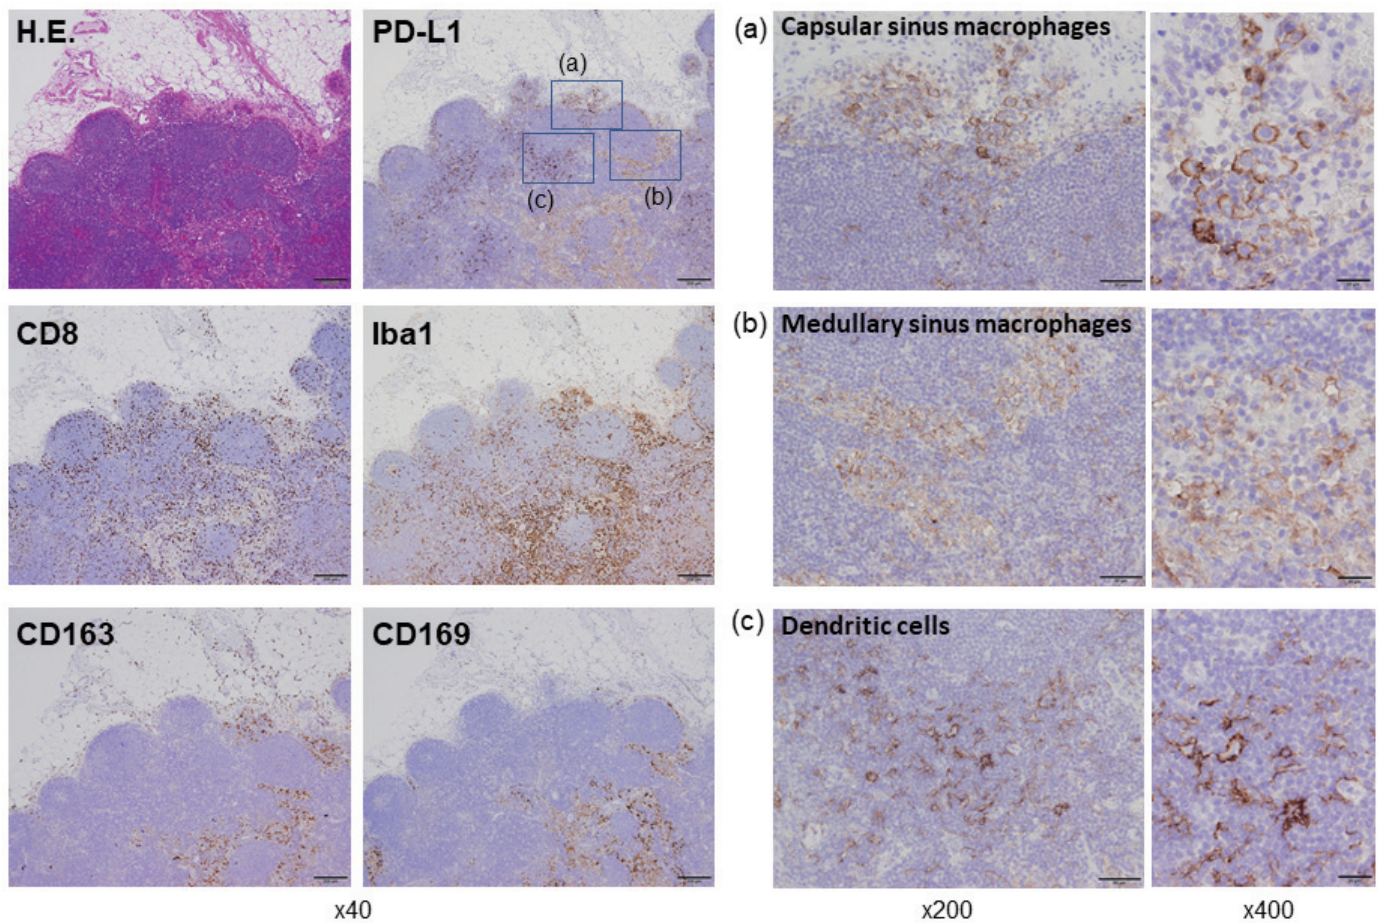 H.E.
PD-L1
(a)
(b)
(c)
CD8
Iba1
CD163
CD169
x40
(a) Capsular sinus macrophages
(b) Medullary sinus macrophages
(c) Dendritic cells
x200
x400